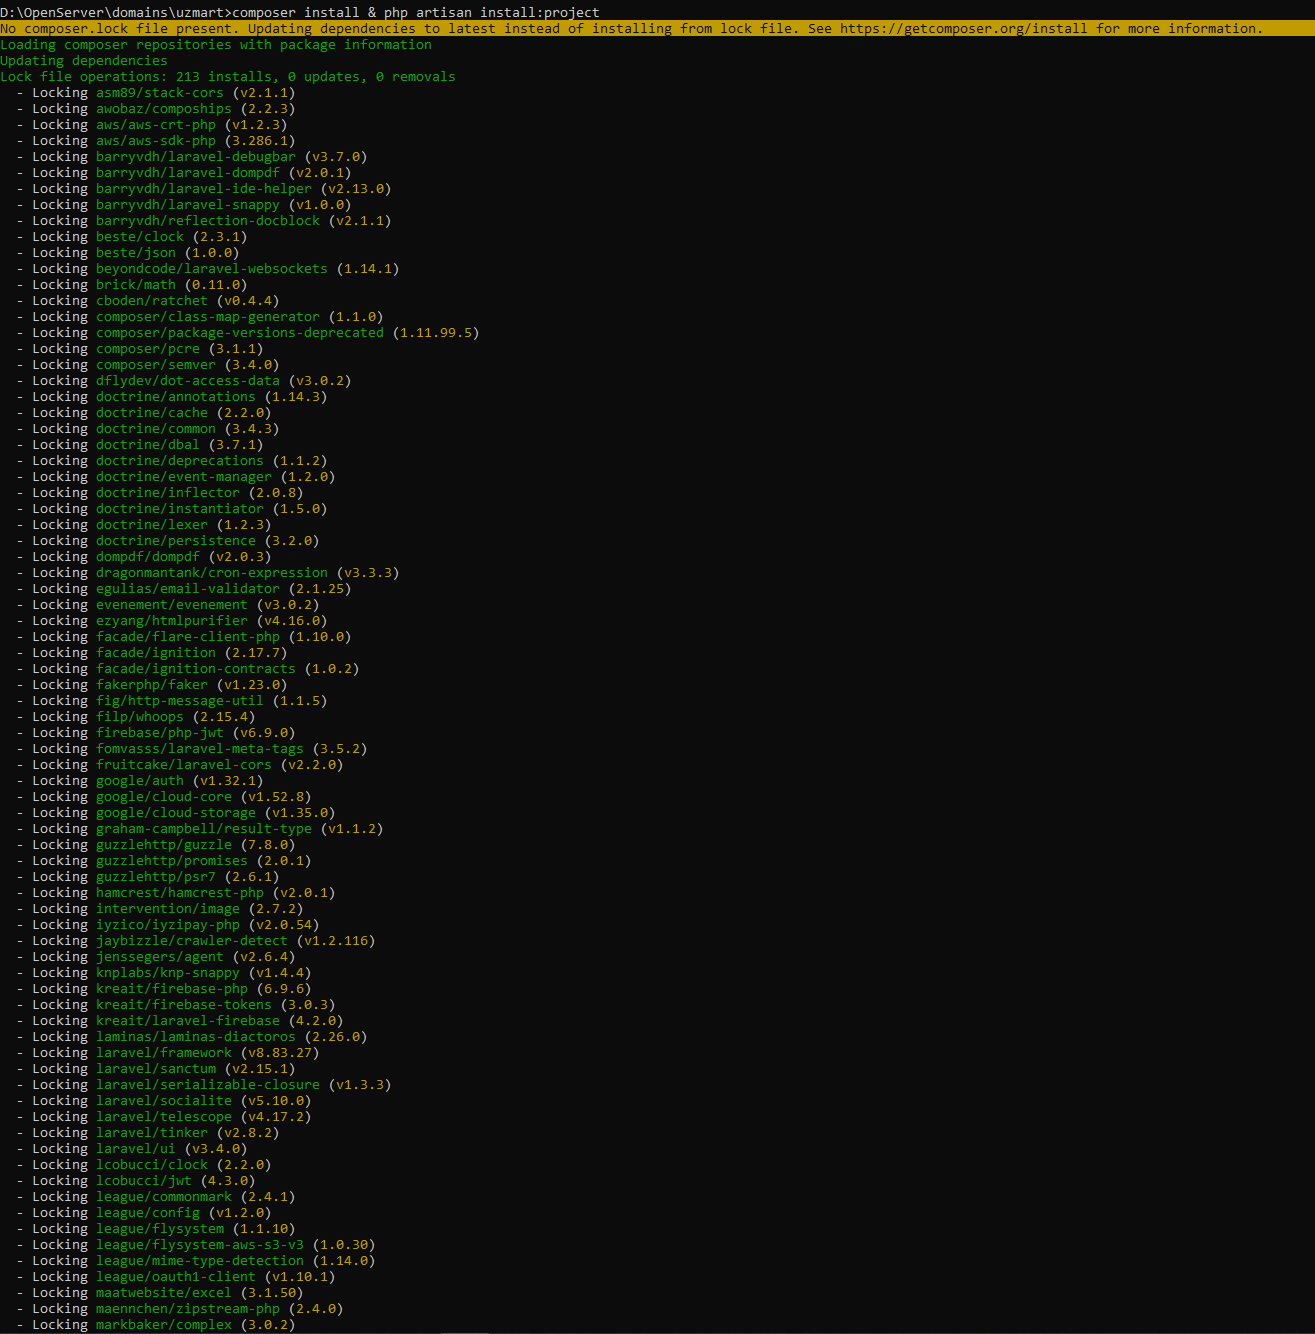 D:\OpenServer\domains\uzmart>composer install & php artisan install:project
No composer.lock file present. Updating dependencies to latest instead of installing from lock file. See https://getcomposer.org/install for more information.
Loading composer repositories with package information
Updating dependencies
Lock file operations: 213 installs, 0 updates, 0 removals
- Locking asm89/stack-cors (v2.1.1)
- Locking awobaz/compoships (2.2.3)
- Locking aws/aws-crt-php (v1.2.3)
- Locking aws/aws-sdk-php (3.286.1)
- Locking barryvdh/laravel-debugbar (v3.7.0)
- Locking barryvdh/laravel-dompdf (v2.0.1)
- Locking barryvdh/laravel-ide-helper (v2.13.0)
- Locking barryvdh/laravel-snappy (v1.0.0)
- Locking barryvdh/reflection-docblock (v2.1.1)
- Locking beste/clock (2.3.1)
- Locking beste/json (1.0.0)
- Locking beyondcode/laravel-websockets (1.14.1)
- Locking brick/math (0.11.0)
- Locking cboden/ratchet (v0.4.4)
- Locking composer/class-map-generator (1.1.0)
- Locking composer/package-versions-deprecated (1.11.99.5)
- Locking composer/pcre (3.1.1)
- Locking composer/semver (3.4.0)
- Locking dflydev/dot-access-data (v3.0.2)
- Locking doctrine/annotations (1.14.3)
- Locking doctrine/cache (2.2.0)
- Locking doctrine/common (3.4.3)
- Locking doctrine/dbal (3.7.1)
- Locking doctrine/deprecations (1.1.2)
- Locking doctrine/event-manager (1.2.0)
- Locking doctrine/inflector (2.0.8)
- Locking doctrine/instantiator (1.5.0)
- Locking doctrine/lexer (1.2.3)
- Locking doctrine/persistence (3.2.0)
- Locking dompdf/dompdf (v2.0.3)
- Locking dragonmantank/cron-expression (v3.3.3)
- Locking egulias/email-validator (2.1.25)
- Locking evenement/evenement (v3.0.2)
- Locking ezyang/htmlpurifier (v4.16.0)
- Locking facade/flare-client-php (1.10.0)
- Locking facade/ignition (2.17.7)
- Locking facade/ignition-contracts (1.0.2)
- Locking fakerphp/faker (v1.23.0)
- Locking fig/http-message-util (1.1.5)
- Locking filp/whoops (2.15.4)
- Locking firebase/php-jwt (v6.9.0)
- Locking fomvasss/laravel-meta-tags (3.5.2)
- Locking fruitcake/laravel-cors (v2.2.0)
- Locking google/auth (v1.32.1)
- Locking google/cloud-core (v1.52.8)
- Locking google/cloud-storage (v1.35.0)
- Locking graham-campbell/result-type (v1.1.2)
- Locking guzzlehttp/guzzle (7.8.0)
- Locking guzzlehttp/promises (2.0.1)
- Locking guzzlehttp/psr7 (2.6.1)
- Locking hamcrest/hamcrest-php (v2.0.1)
- Locking intervention/image (2.7.2)
- Locking iyzico/iyzipay-php (v2.0.54)
- Locking jaybizzle/crawler-detect (v1.2.116)
- Locking jenssegers/agent (v2.6.4)
- Locking knplabs/knp-snappy (v1.4.4)
- Locking kreait/firebase-php (6.9.6)
- Locking kreait/firebase-tokens (3.0.3)
- Locking kreait/laravel-firebase (4.2.0)
- Locking laminas/laminas-diactoros (2.26.0)
- Locking laravel/framework (v8.83.27)
- Locking laravel/sanctum (v2.15.1)
- Locking laravel/serializable-closure (v1.3.3)
- Locking laravel/socialite (v5.10.0)
- Locking laravel/telescope (v4.17.2)
- Locking laravel/tinker (v2.8.2)
- Locking laravel/ui (v3.4.0)
- Locking lcobucci/clock (2.2.0)
- Locking lcobucci/jwt (4.3.0)
- Locking league/commonmark (2.4.1)
- Locking league/config (v1.2.0)
- Locking league/flysystem (1.1.10)
- Locking league/flysystem-aws-s3-v3 (1.0.30)
- Locking league/mime-type-detection (1.14.0)
- Locking league/oauth1-client (v1.10.1)
- Locking maatwebsite/excel (3.1.50)
- Locking maennchen/zipstream-php (2.4.0)
- Locking markbaker/complex (3.0.2)